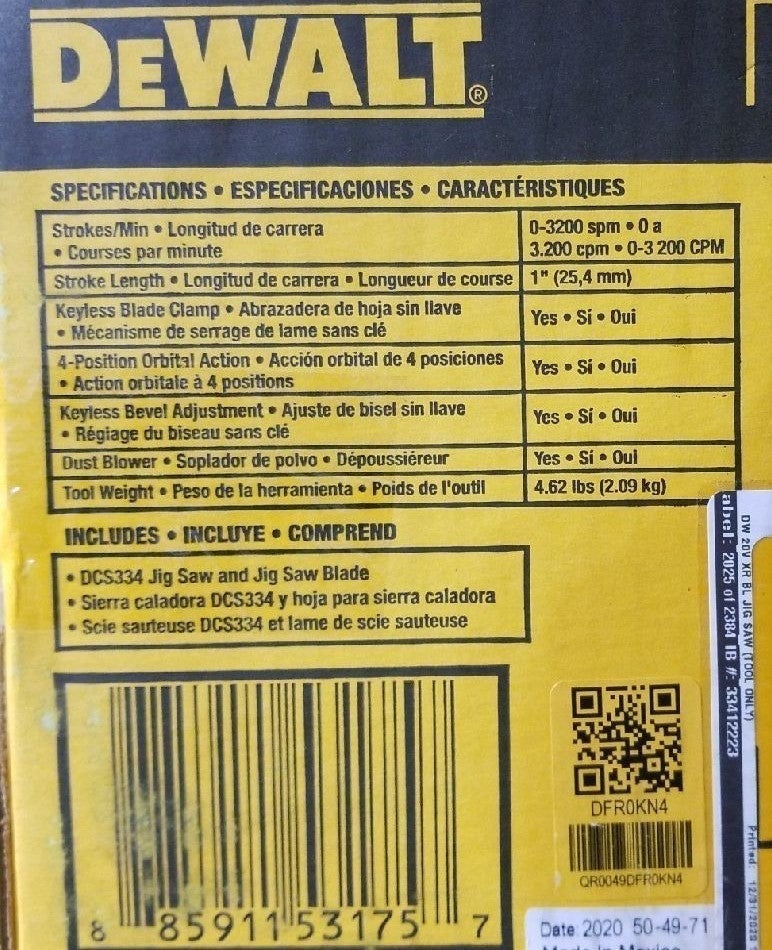 DEWALT®
SPECIFICATIONS • ESPECIFICACIONES • CARACTÉRISTIQUES
Strokes/Min • Longitud de carrera
• Courses par minute
0-3200 spm • 0 a
3.200 cpm • 0-3 200 CPM
Stroke Length • Longitud de carrera • Longueur de course
1" (25,4 mm)
Keyless Blade Clamp • Abrazadera de hoja sin llave
• Mécanisme de serrage de lame sans clé
Yes • Sí • Oui
4-Position Orbital Action • Acción orbital de 4 posiciones
• Action orbitale à 4 positions
Yes • Sí • Oui
Keyless Bevel Adjustment • Ajuste de bisel sin llave
• Réglage du biseau sans clé
Yes • Sí • Oui
Dust Blower • Soplador de polvo • Dépoussiéreur
Yes • Sí • Oui
Tool Weight • Peso de la herramienta • Poids de l'outil
4.62 lbs (2.09 kg)
INCLUDES • INCLUYE • COMPREND
• DCS334 Jig Saw and Jig Saw Blade
• Sierra caladora DCS334 y hoja para sierra caladora
• Scie sauteuse DCS334 et lame de scie sauteuse
8 85911 53175 7
DFR0KN4
QR0049DFR0KN4
Date 2020 50-49-71
DW 20V XR BL JIG SAW (TOOL ONLY)
abel: 2025 of 2384 IB #: 33412223
Printed: 12/31/2020